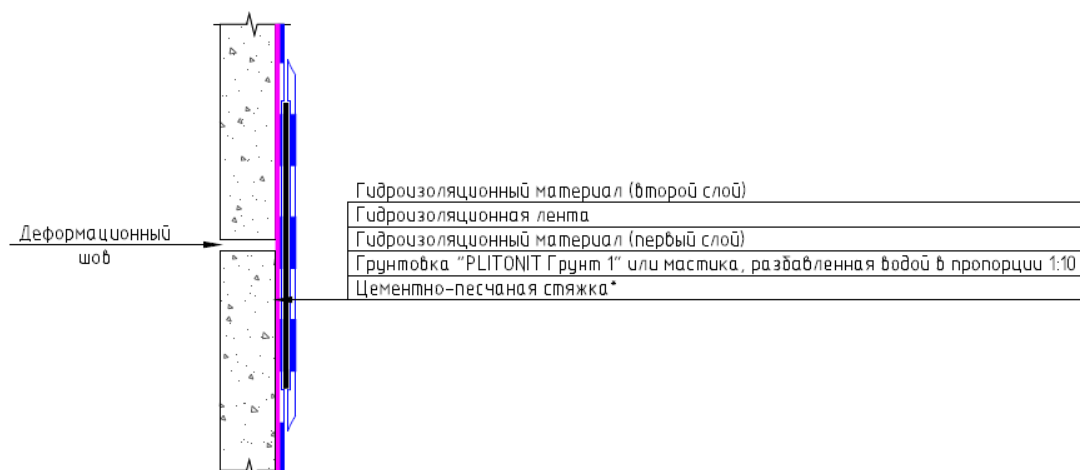 Гидроизоляционный материал (второй слой)
Гидроизоляционная лента
Деформационный
шов
Гидроизоляционный материал (первый слой)
Грунтовка "PLITONIT Грунт 1" или мастика, разбавленная водой в пропорции 1:10
Цементно-песчаная стяжка*